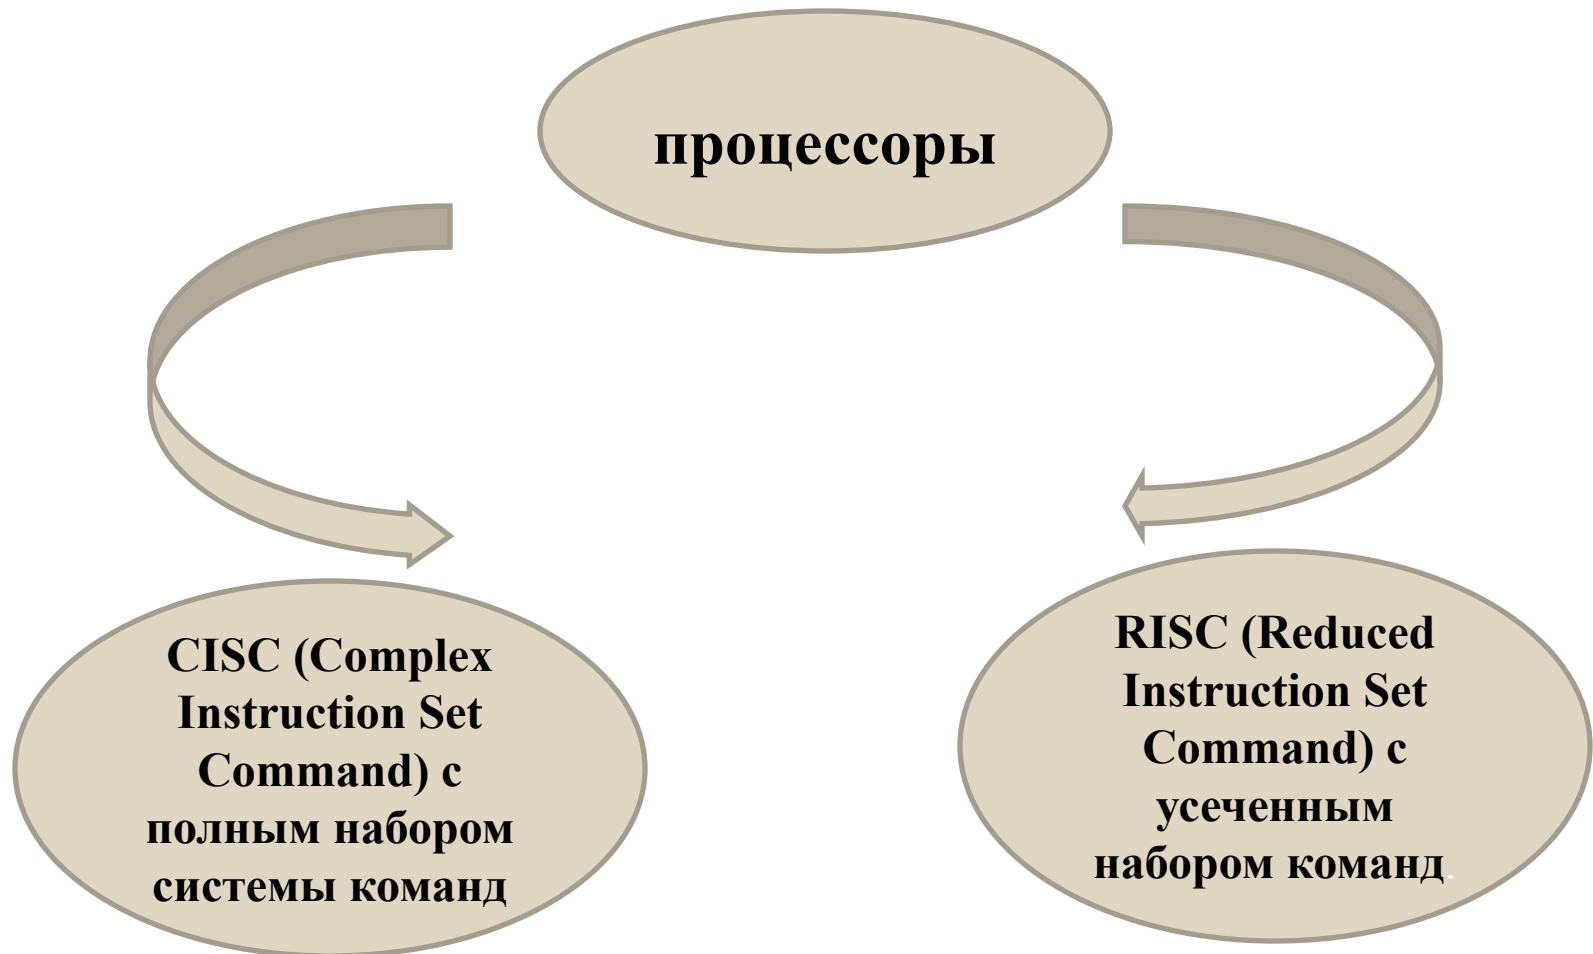 процессоры
CISC (Complex
Instruction Set
Command) с
полным набором
системы команд
RISC (Reduced
Instruction Set
Command) с
усеченным
набором команд.